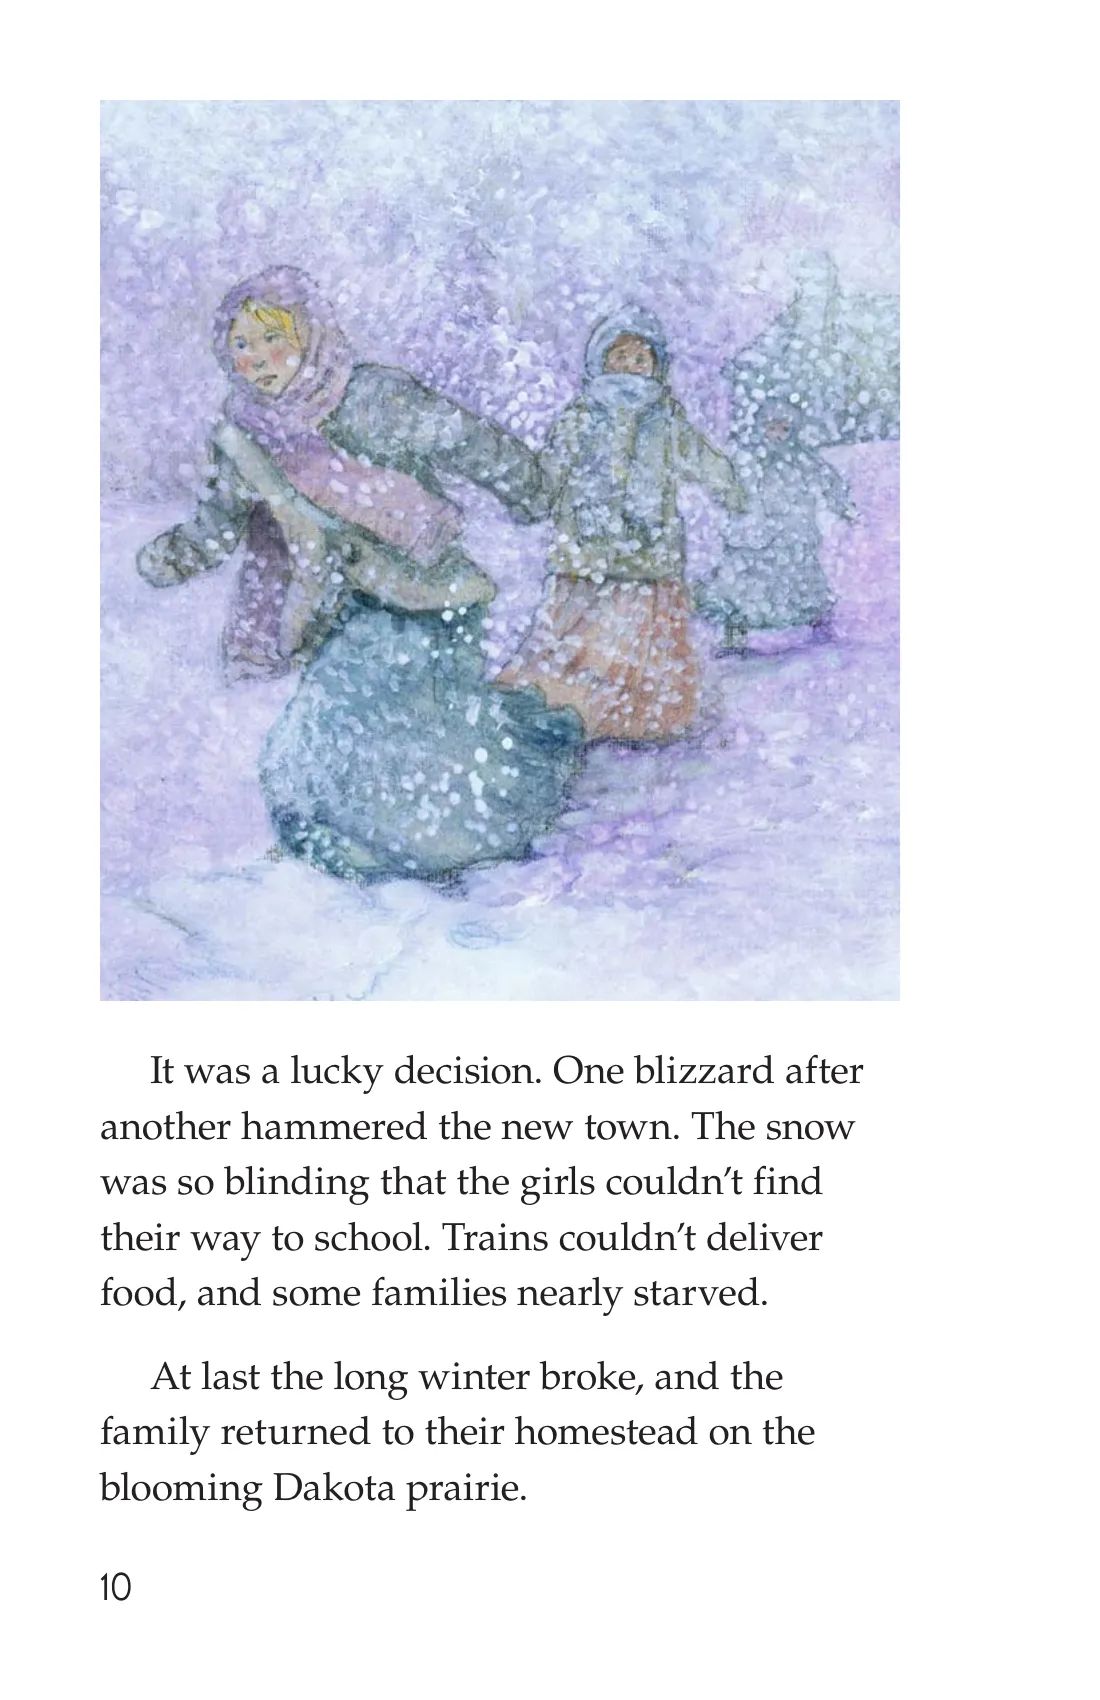 It was a lucky decision. One blizzard after
another hammered the new town. The snow
was so blinding that the girls couldn’t find
their way to school. Trains couldn’t deliver
food, and some families nearly starved.
At last the long winter broke, and the
family returned to their homestead on the
blooming Dakota prairie.
10